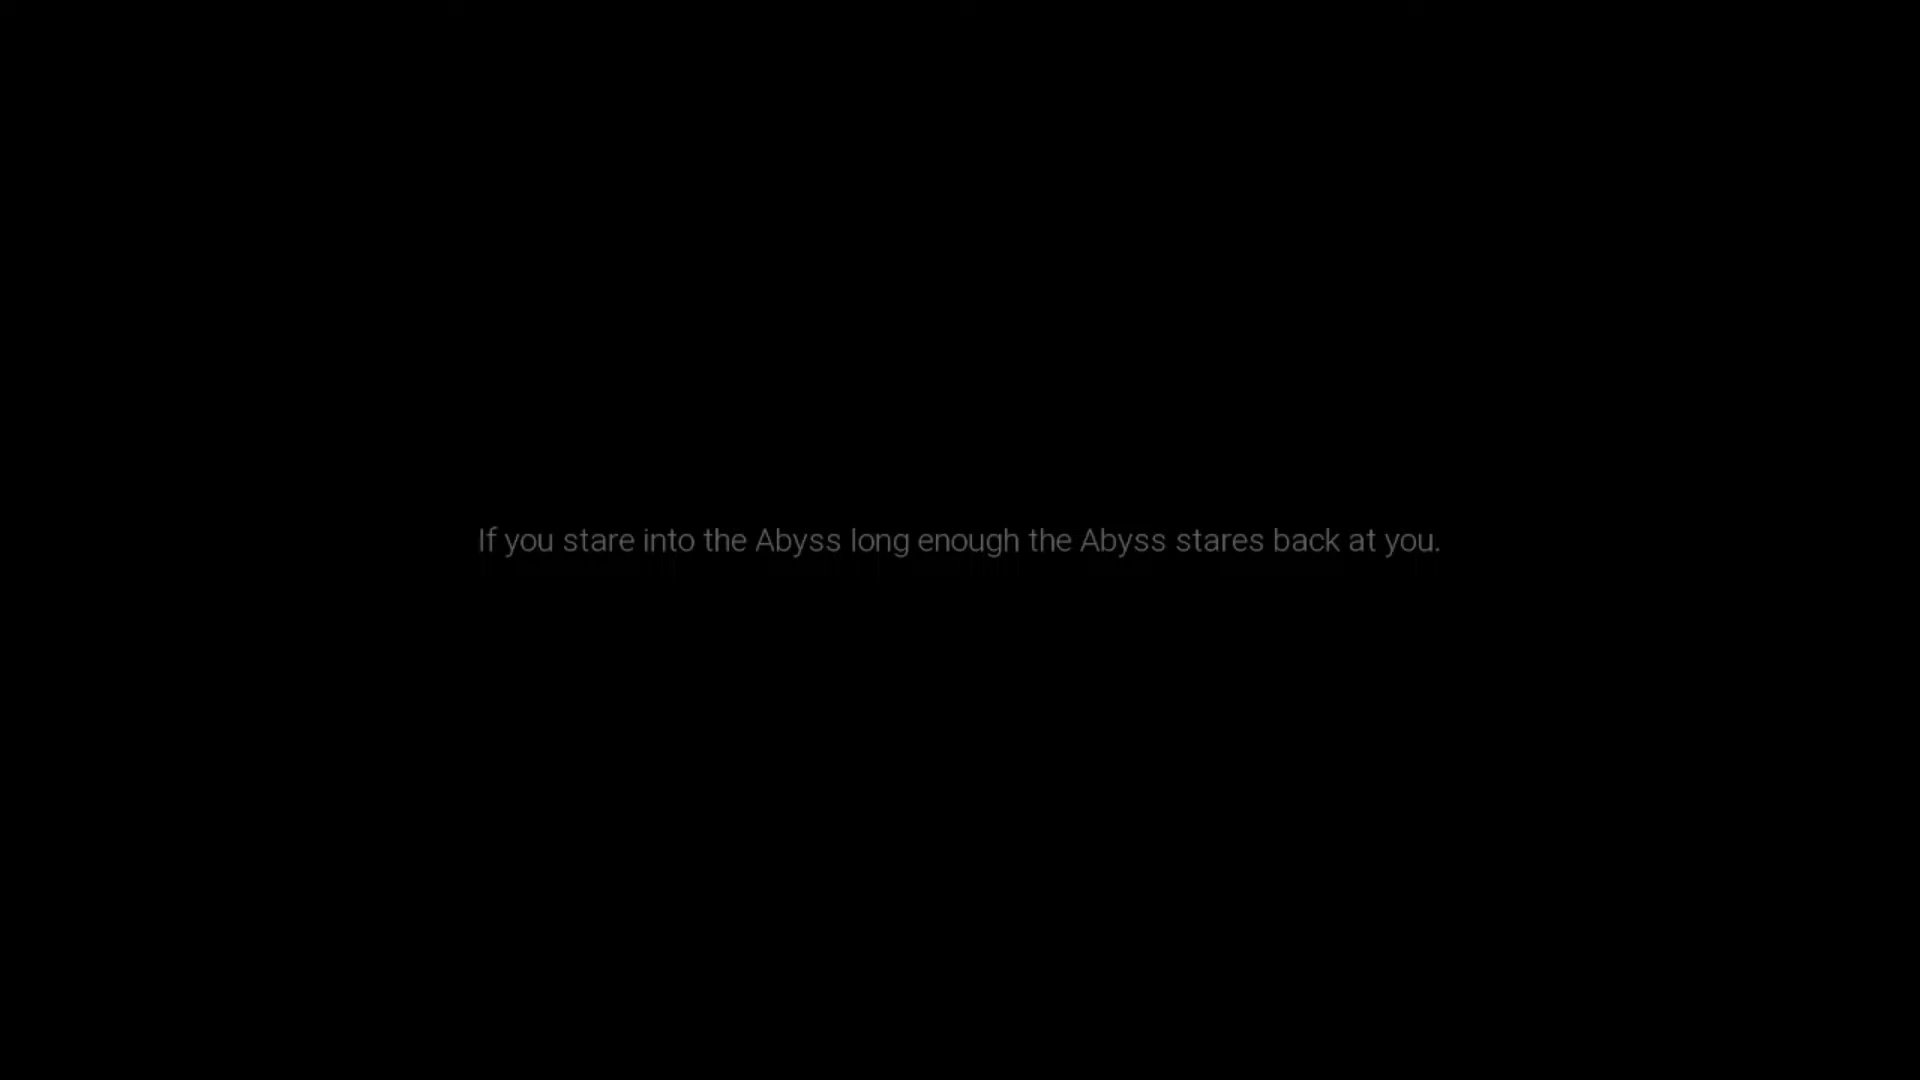 If you stare into the Abyss long enough the Abyss stares back at you.